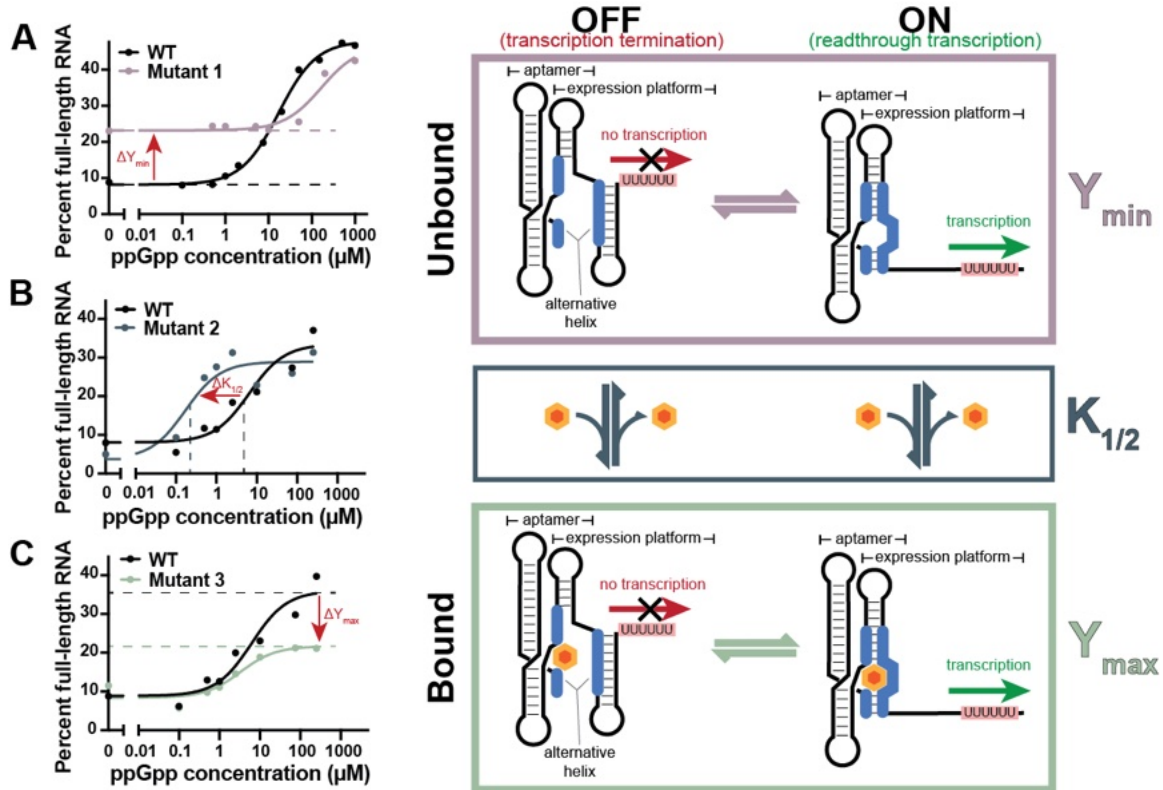 A
Percent full-length RNA
WT
Mutant 1
40
30
20
10
0
ΔYmin
0 0.01 0.1 1 10 100 1000
ppGpp concentration (µM)
B
Percent full-length RNA
WT
Mutant 2
40
30
20
10
0
ΔK1/2
0 0.01 0.1 1 10 100 1000
ppGpp concentration (µM)
C
Percent full-length RNA
WT
Mutant 3
40
30
20
10
0
ΔYmax
0 0.01 0.1 1 10 100 1000
ppGpp concentration (µM)
OFF
(transcription termination)
ON
(readthrough transcription)
Unbound
aptamer
expression platform
no transcription
UUUUUU
alternative
helix
aptamer
expression platform
transcription
UUUUUU
Ymin
K1/2
Bound
aptamer
expression platform
no transcription
UUUUUU
alternative
helix
aptamer
expression platform
transcription
UUUUUU
Ymax